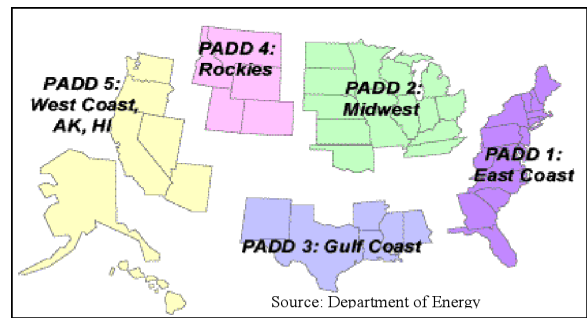 PADD 4:
Rockies
PADD 5:
West Coast,
AK, HI
PADD 2:
Midwest
PADD 1:
East Coast
PADD 3: Gulf Coast
Source: Department of Energy